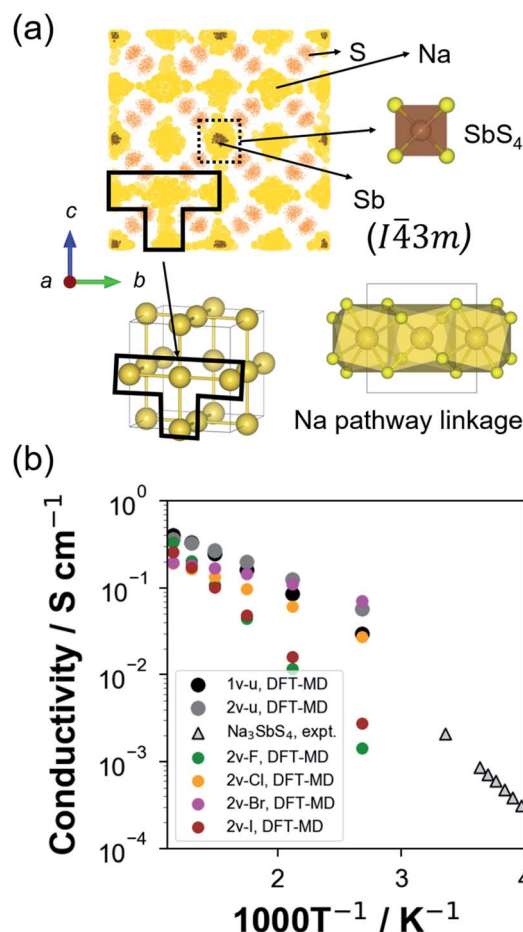 (a)
S
Na
SbS₄
Sb
(I4̅3m)
c
a
b
Na pathway linkage
(b)
10⁰
10⁻¹
10⁻²
10⁻³
10⁻⁴
Conductivity / S cm⁻¹
1v-u, DFT-MD
2v-u, DFT-MD
Na₃SbS₄, expt.
2v-F, DFT-MD
2v-Cl, DFT-MD
2v-Br, DFT-MD
2v-I, DFT-MD
2
3
4
1000T⁻¹ / K⁻¹